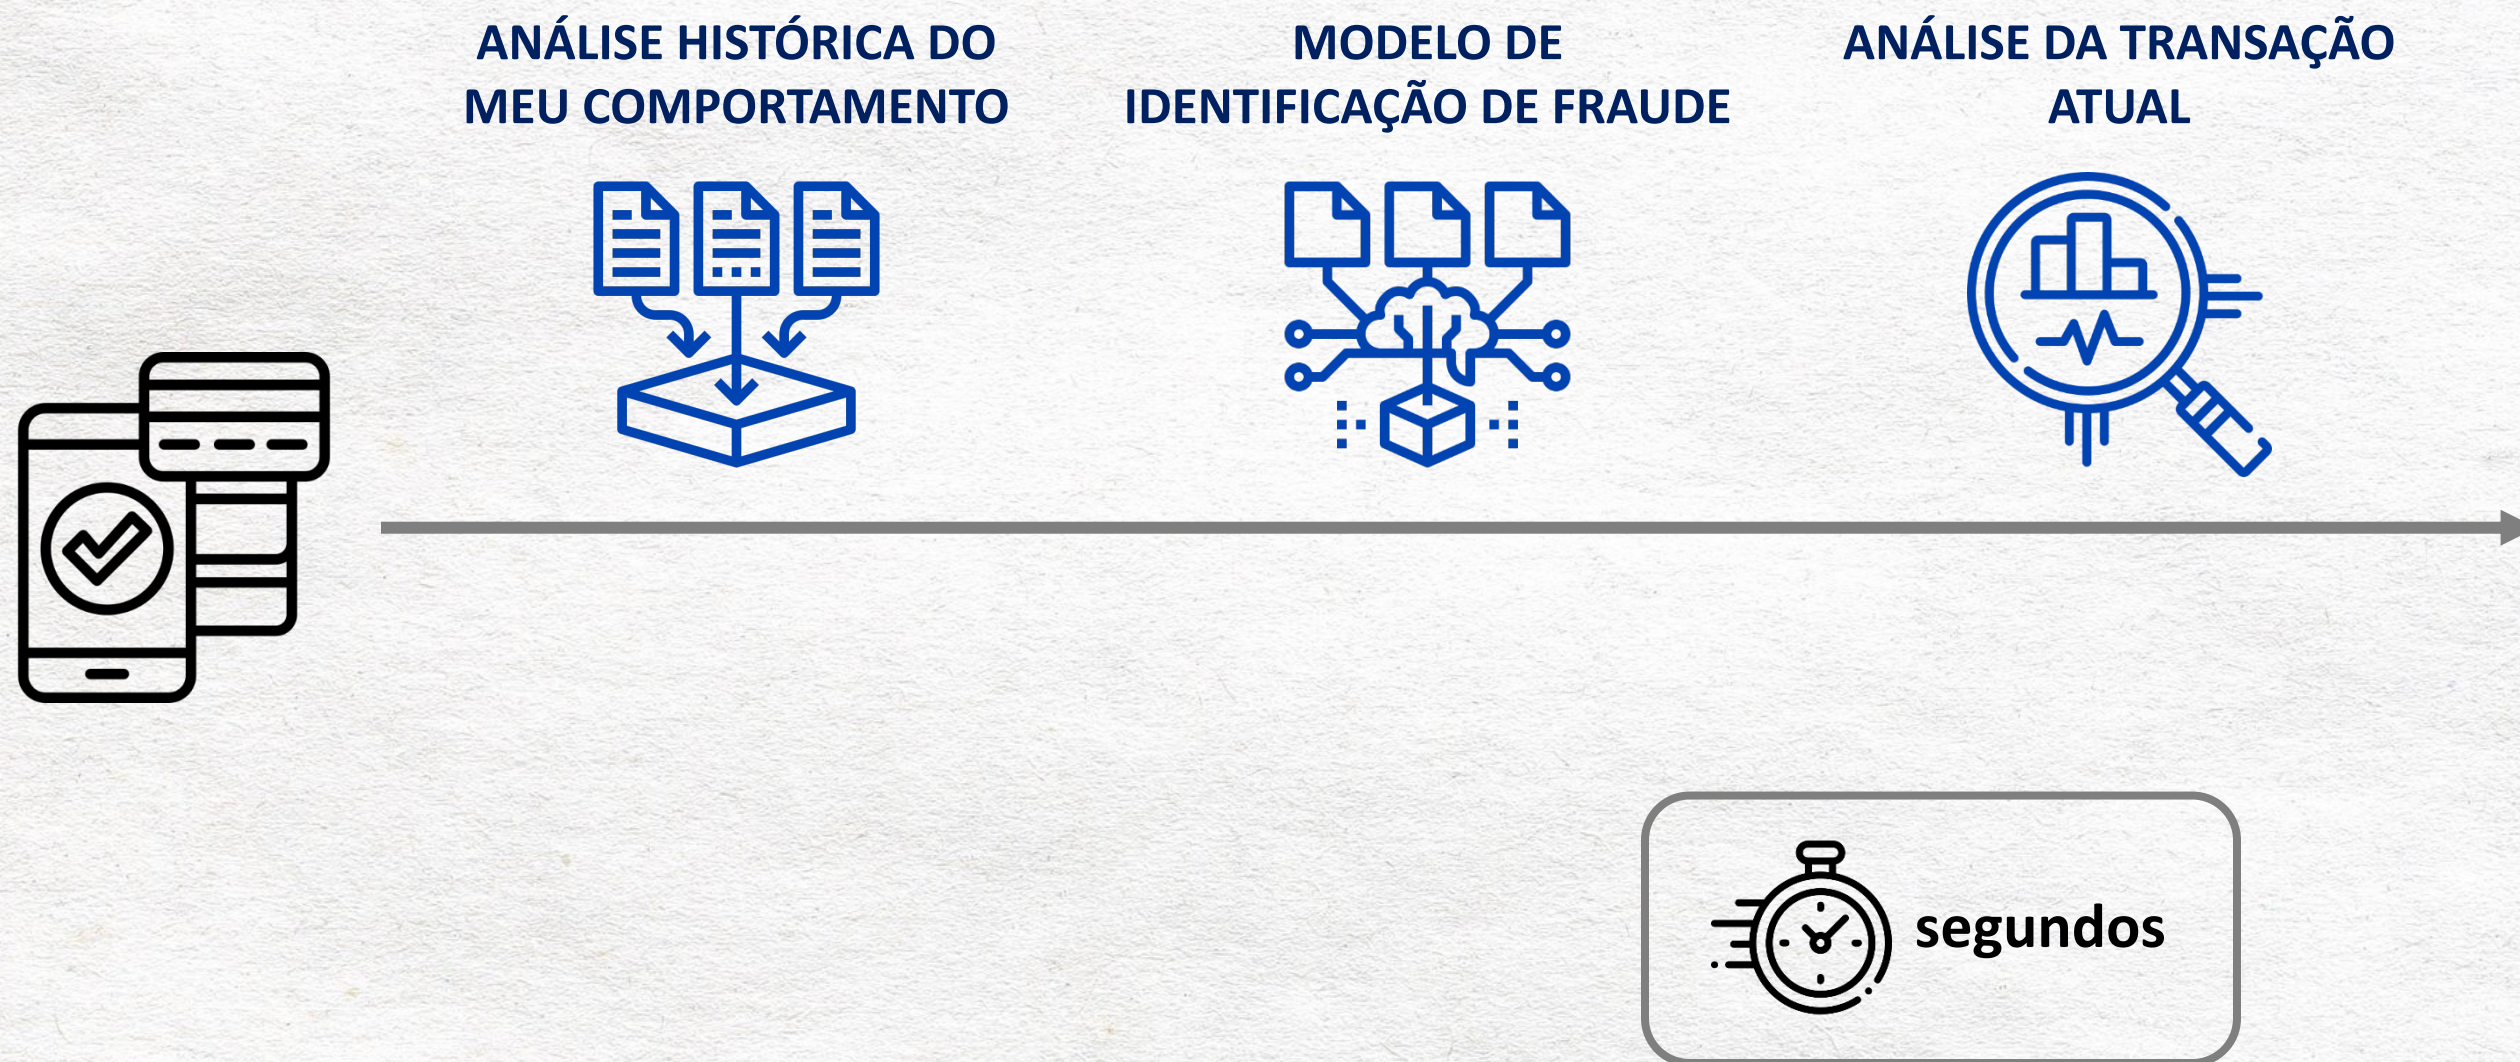 ANÁLISE HISTÓRICA DO
MEU COMPORTAMENTO
MODELO DE
IDENTIFICAÇÃO DE FRAUDE
ANÁLISE DA TRANSAÇÃO
ATUAL
segundos